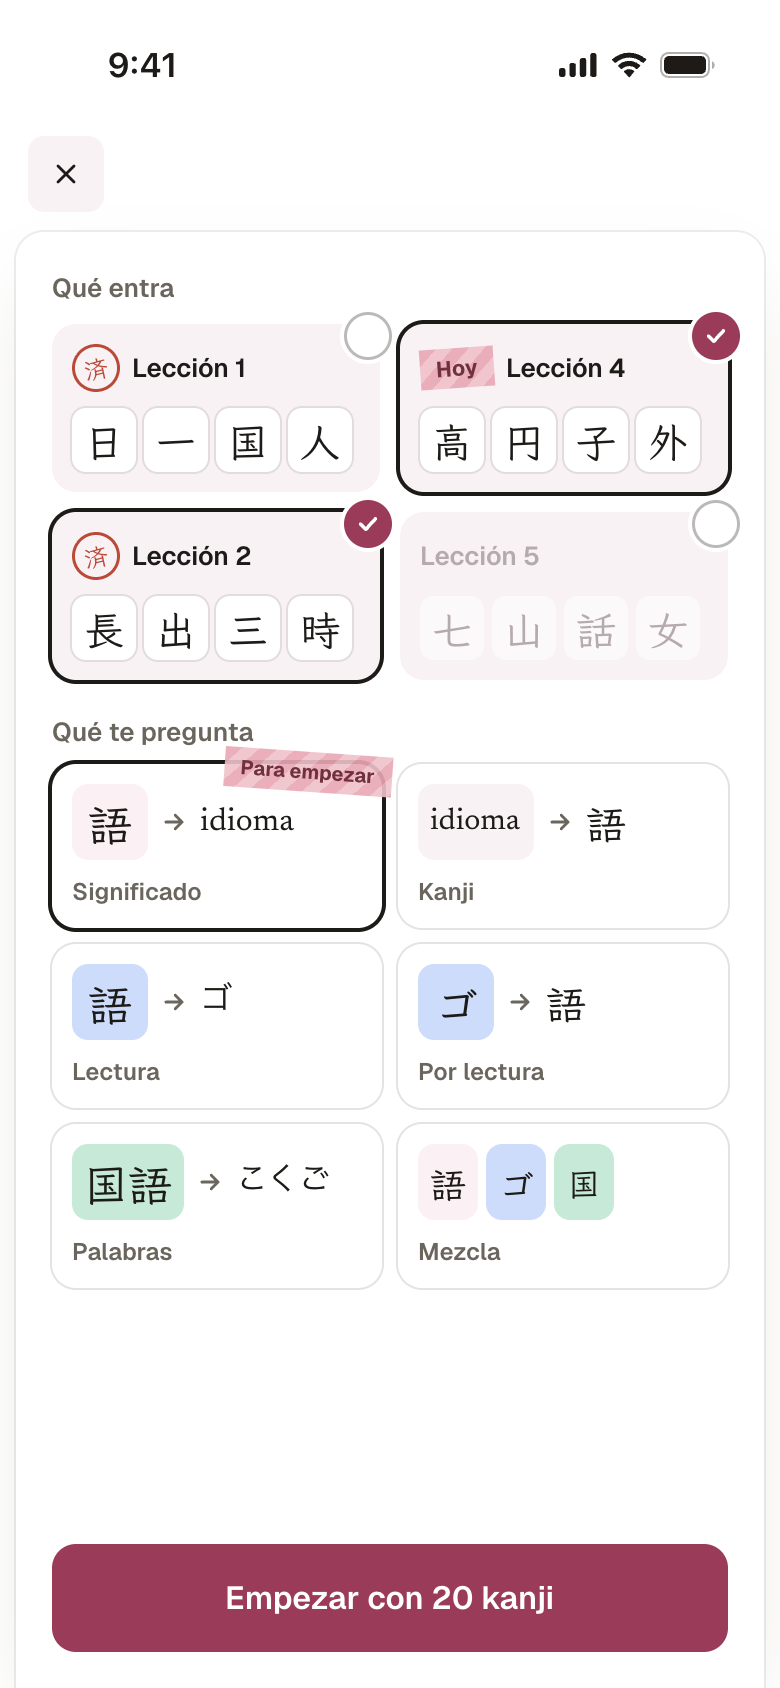 9:41
Qué entra
済 Lección 1
日 一 国 人
Hoy Lección 4
高 円 子 外
済 Lección 2
長 出 三 時
Lección 5
七 山 話 女
Qué te pregunta
Para empezar
語 → idioma
Significado
idioma → 語
Kanji
語 → ゴ
Lectura
ゴ → 語
Por lectura
国語 → こくご
Palabras
語 ゴ 国
Mezcla
Empezar con 20 kanji